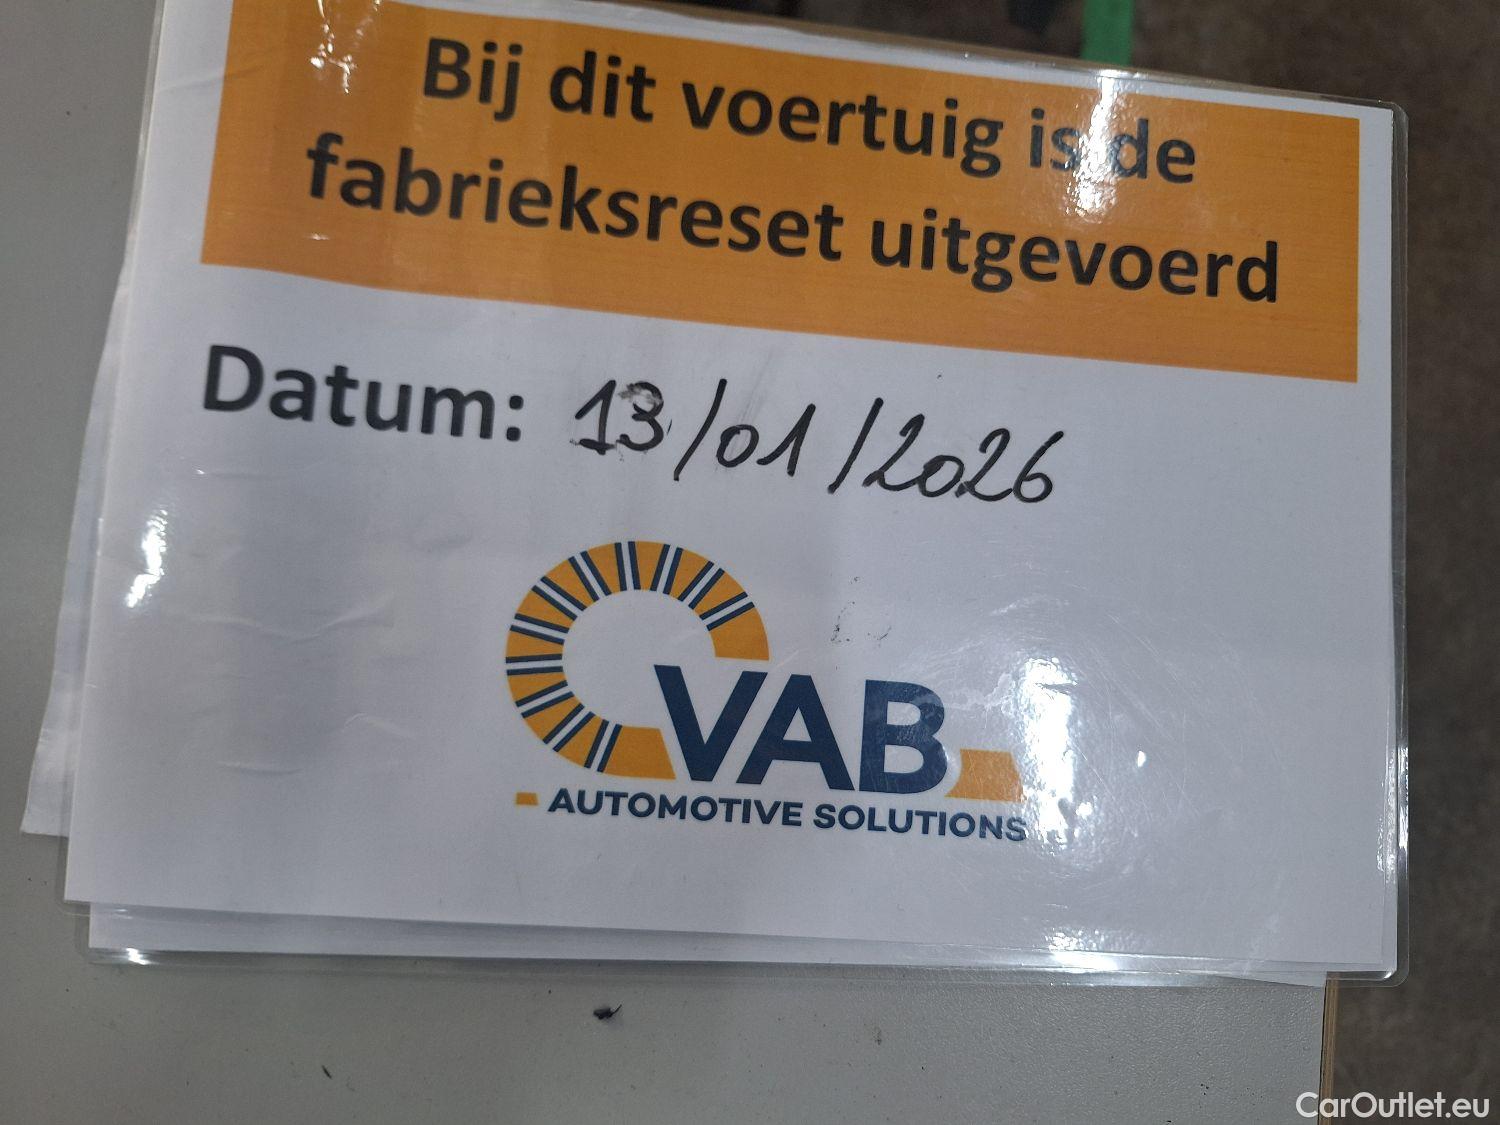 Bij dit voertuig is de
fabrieksreset uitgevoerd
Datum: 13/01/2026
VAB
AUTOMOTIVE SOLUTIONS
CarOutlet.eu